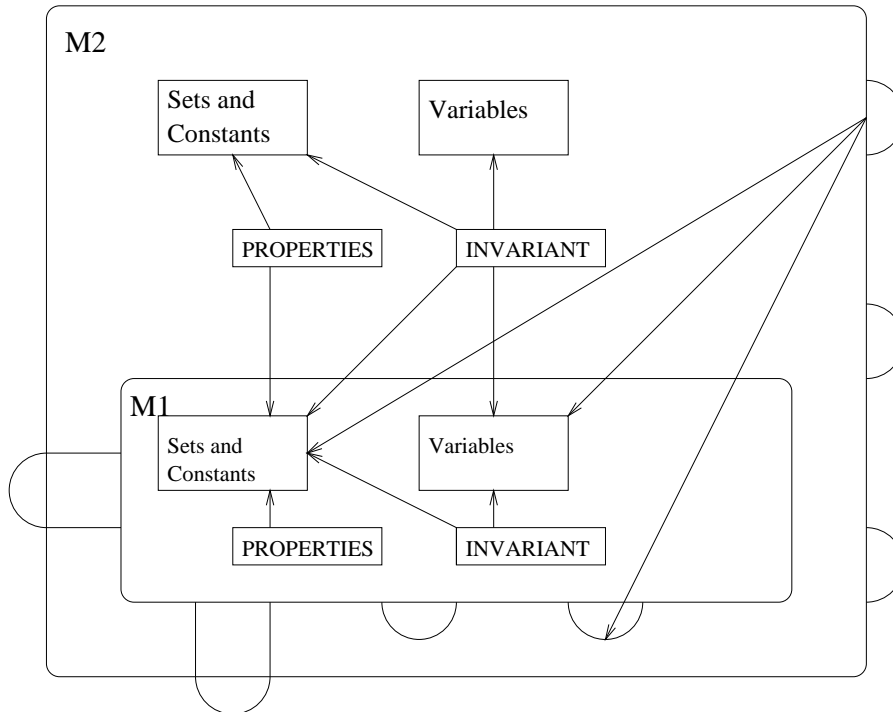 M2
Sets and
Constants
Variables
PROPERTIES
INVARIANT
M1
Sets and
Constants
Variables
PROPERTIES
INVARIANT